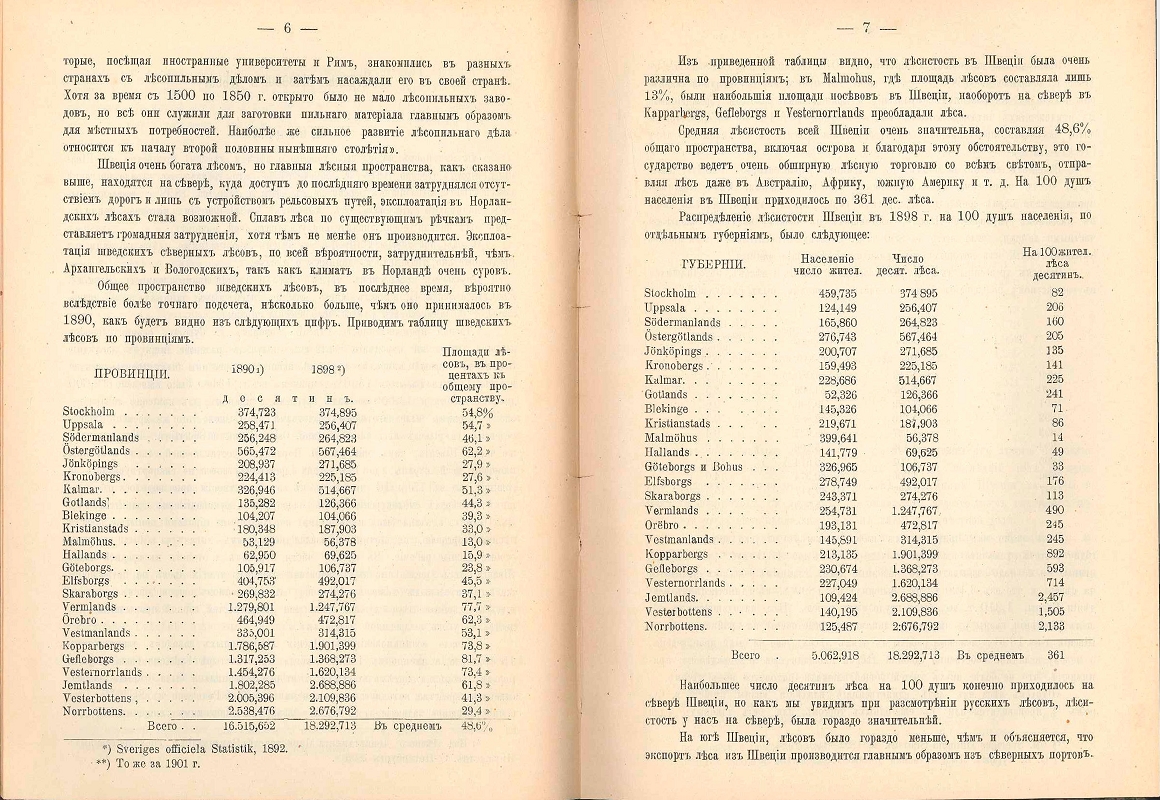 — 6 —
торые, посѣщая иностранные университеты и Римъ, знакомились въ разныхъ
странахъ съ лѣсопильнымъ дѣломъ и затѣмъ насаждали его въ своей странѣ.
Хотя за время съ 1500 по 1850 г. открыто было не мало лѣсопильныхъ заво-
довъ, но всѣ они служили для заготовки пильнаго матеріала главнымъ образомъ
для мѣстныхъ потребностей. Наиболѣе же сильное развитіе лѣсопильнаго дѣла
относится къ началу второй половины нынѣшняго столѣтія».
Швеція очень богата лѣсомъ, но главныя лѣсныя пространства, какъ сказано
выше, находятся на сѣверѣ, куда доступъ до послѣдняго времени затруднялся отсут-
ствіемъ дорогъ и лишь съ устройствомъ рельсовыхъ путей, эксплоатація въ Норлан-
дскихъ лѣсахъ стала возможной. Сплавъ лѣса по существующимъ рѣчкамъ пред-
ставляетъ громадныя затрудненія, хотя тѣмъ не менѣе онъ производится. Эксплоа-
тація шведскихъ сѣверныхъ лѣсовъ, по всей вѣроятности, затруднительнѣй, чѣмъ
Архангельскихъ и Вологодскихъ, такъ какъ климатъ въ Норландѣ очень суровъ.
Общее пространство шведскихъ лѣсовъ, въ послѣднее время, вѣроятно
вслѣдствіе болѣе точнаго подсчета, нѣсколько больше, чѣмъ оно принималось въ
1890, какъ будетъ видно изъ слѣдующихъ цифръ. Приводимъ таблицу шведскихъ
лѣсовъ по провинціямъ.
ПРОВИНЦІИ. 1890 1) 1898 2) Площади лѣ-
совъ, въ про-
центахъ къ
общему про-
странству.
десятинъ.
Stockholm . . . . . . . 374,723 374,895 54,8%
Uppsala . . . . . . . . 258,471 256,407 54,7 »
Södermanlands . . . . . 256,248 264,823 46,1 »
Östergötlands . . . . . . 565,472 567,464 62,2 »
Jönköpings . . . . . . 208,937 271,685 27,9 »
Kronobergs. . . . . . . 224,413 225,185 27,6 »
Kalmar. . . . . . . . . 326,946 514,667 51,3 »
Gotlands . . . . . . . 135,282 126,366 44,3 »
Blekinge . . . . . . . . 104,207 104,066 39,3 »
Kristianstads . . . . . . 180,348 187,903 33,0 »
Malmöhus. . . . . . . . 53,129 56,378 13,0 »
Hallands . . . . . . . . 62,950 69,625 15,9 »
Göteborgs. . . . . . . . 105,917 106,737 23,8 »
Elfsborgs . . . . . . . 404,753 492,017 45,5 »
Skaraborgs . . . . . . . 269,832 274,276 37,1 »
Vermlands . . . . . . . 1.279,801 1.247,767 77,7 »
Örebro . . . . . . . . . 464,949 472,817 62,3 »
Vestmanlands . . . . . . 335,001 314,315 53,1 »
Kopparbergs . . . . . . 1.786,587 1.901,399 73,8 »
Gefleborgs . . . . . . . 1.317,253 1.368,273 81,7 »
Vesternorrlands . . . . . 1.454,276 1.620,134 73,4 »
Jemtlands . . . . . . . 1.802,285 2.688,886 61,8 »
Vesterbottens . . . . . . 2.005,396 2.109,836 41,3 »
Norrbottens. . . . . . . 2.538,476 2.676,792 29,4 »
Всего . . 16.515,652 18.292,713 Въ среднемъ 48,6%
*) Sveriges officiela Statistik, 1892.
**) То же за 1901 г.
— 7 —
Изъ приведенной таблицы видно, что лѣсистость въ Швеціи была очень
различна по провинціямъ; въ Malmohus, гдѣ площадь лѣсовъ составляла лишь
13%, были наибольшія площади посѣвовъ въ Швеціи, наоборотъ на сѣверѣ въ
Kapparbergs, Gefleborgs и Vesternorrlands преобладали лѣса.
Средняя лѣсистость всей Швеціи очень значительна, составляя 48,6%
общаго пространства, включая острова и благодаря этому обстоятельству, это го-
сударство ведетъ очень обширную лѣсную торговлю со всѣмъ свѣтомъ, отпра-
вляя лѣсъ даже въ Австралію, Африку, южную Америку и т. д. На 100 душъ
населенія въ Швеціи приходилось по 361 дес. лѣса.
Распредѣленіе лѣсистости Швеціи въ 1898 г. на 100 душъ населенія, по
отдѣльнымъ губерніямъ, было слѣдующее:
ГУБЕРНІИ. Населеніе
число жител. Число
десят. лѣса. На 100 жител.
лѣса
десятинъ.
Stockholm . . . . . . . 459,735 374 895 82
Uppsala . . . . . . . . 124,149 256,407 206
Södermanlands . . . . . 165,860 264,823 160
Östergötlands . . . . . . 276,743 567,464 205
Jönköpings . . . . . . . 200,707 271,685 135
Kronobergs . . . . . . . 159,493 225,185 141
Kalmar. . . . . . . . . 228,686 514,667 225
Gotlands . . . . . . . . 52,326 126,366 241
Blekinge . . . . . . . . 145,326 104,066 71
Kristianstads . . . . . . 219,671 187,903 86
Malmöhus . . . . . . . 399,641 56,378 14
Hallands . . . . . . . . 141,779 69,625 49
Göteborgs и Bohus . . . 326,965 106,737 33
Elfsborgs . . . . . . . 278,749 492,017 176
Skaraborgs . . . . . . . 243,371 274,276 113
Vermlands . . . . . . . 254,731 1.247,767 490
Orëbro . . . . . . . . . 193,131 472,817 245
Vestmanlands . . . . . . 145,891 314,315 245
Kopparbergs . . . . . . 213,135 1.901,399 892
Gefleborgs . . . . . . . 230,674 1.368,273 593
Vesternorrlands . . . . . 227,049 1.620,134 714
Jemtlands. . . . . . . . 109,424 2.688,886 2,457
Vesterbottens . . . . . . 140,195 2.109,836 1,505
Norrbottens. . . . . . . 125,487 2,676,792 2,133
Всего . 5.062,918 18.292,713 Въ среднемъ 361
Наибольшее число десятинъ лѣса на 100 душъ конечно приходилось на
сѣверѣ Швеціи, но какъ мы увидимъ при разсмотрѣніи русскихъ лѣсовъ, лѣси-
стость у насъ на сѣверѣ, была гораздо значительнѣй.
На югѣ Швеціи, лѣсовъ было гораздо меньше, чѣмъ и объясняется, что
экспортъ лѣса изъ Швеціи производится главнымъ образомъ изъ сѣверныхъ портовъ.